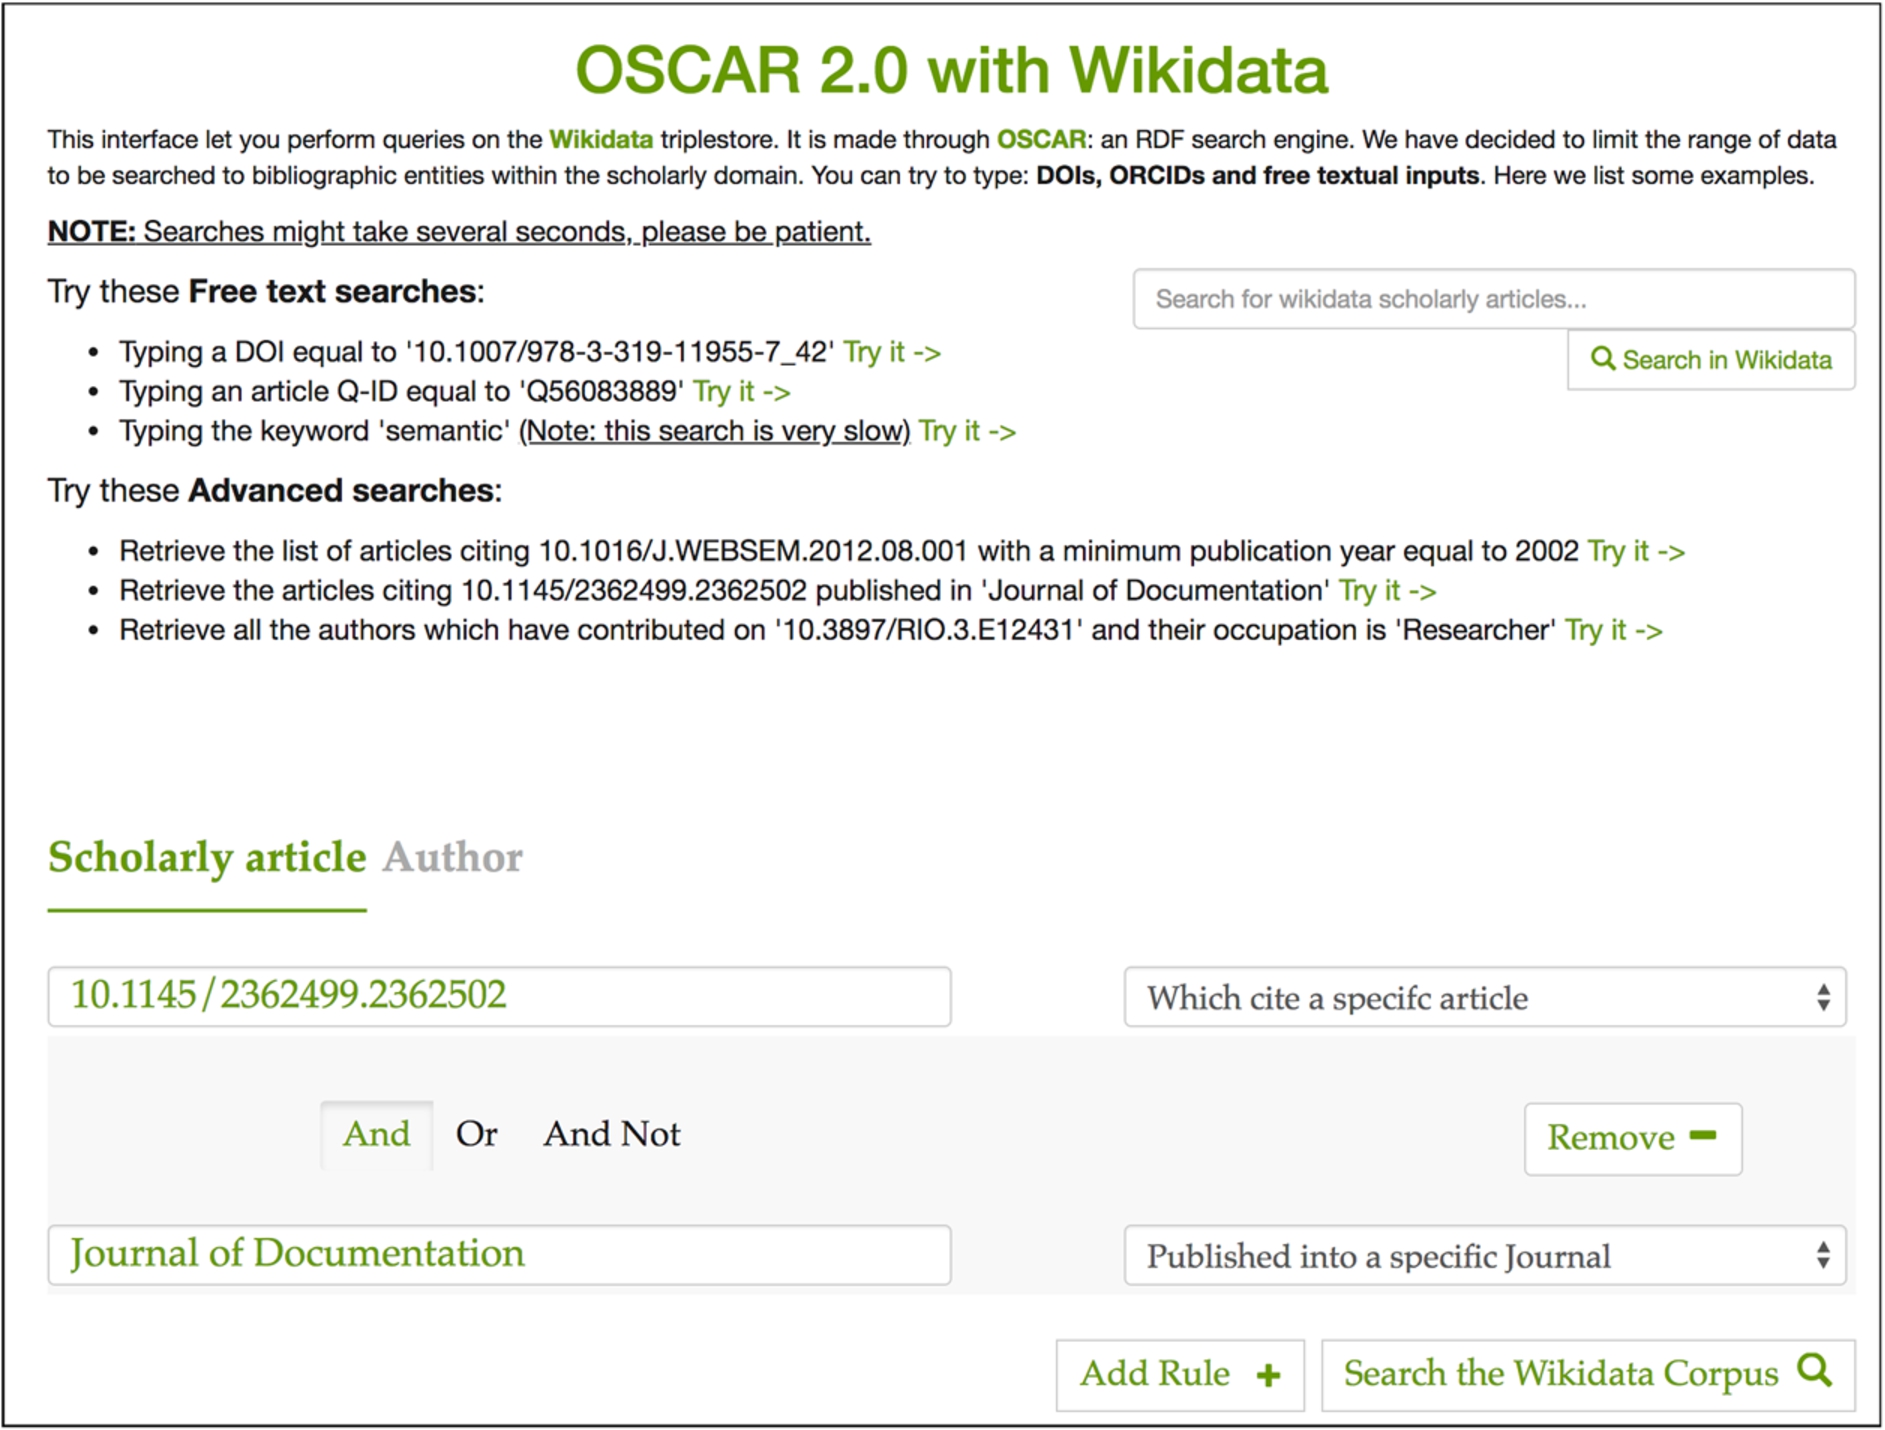 OSCAR 2.0 with Wikidata
This interface let you perform queries on the Wikidata triplestore. It is made through OSCAR: an RDF search engine. We have decided to limit the range of data
to be searched to bibliographic entities within the scholarly domain. You can try to type: DOIs, ORCIDs and free textual inputs. Here we list some examples.
NOTE: Searches might take several seconds, please be patient.
Try these Free text searches:
Search for wikidata scholarly articles...
Search in Wikidata
• Typing a DOI equal to '10.1007/978-3-319-11955-7_42' Try it ->
• Typing an article Q-ID equal to 'Q56083889' Try it ->
• Typing the keyword 'semantic' (Note: this search is very slow) Try it ->
Try these Advanced searches:
• Retrieve the list of articles citing 10.1016/J.WEBSEM.2012.08.001 with a minimum publication year equal to 2002 Try it ->
• Retrieve the articles citing 10.1145/2362499.2362502 published in 'Journal of Documentation' Try it ->
• Retrieve all the authors which have contributed on '10.3897/RIO.3.E12431' and their occupation is 'Researcher' Try it ->
Scholarly article Author
10.1145/2362499.2362502
Which cite a specifc article
And Or And Not
Remove
Journal of Documentation
Published into a specific Journal
Add Rule +
Search the Wikidata Corpus